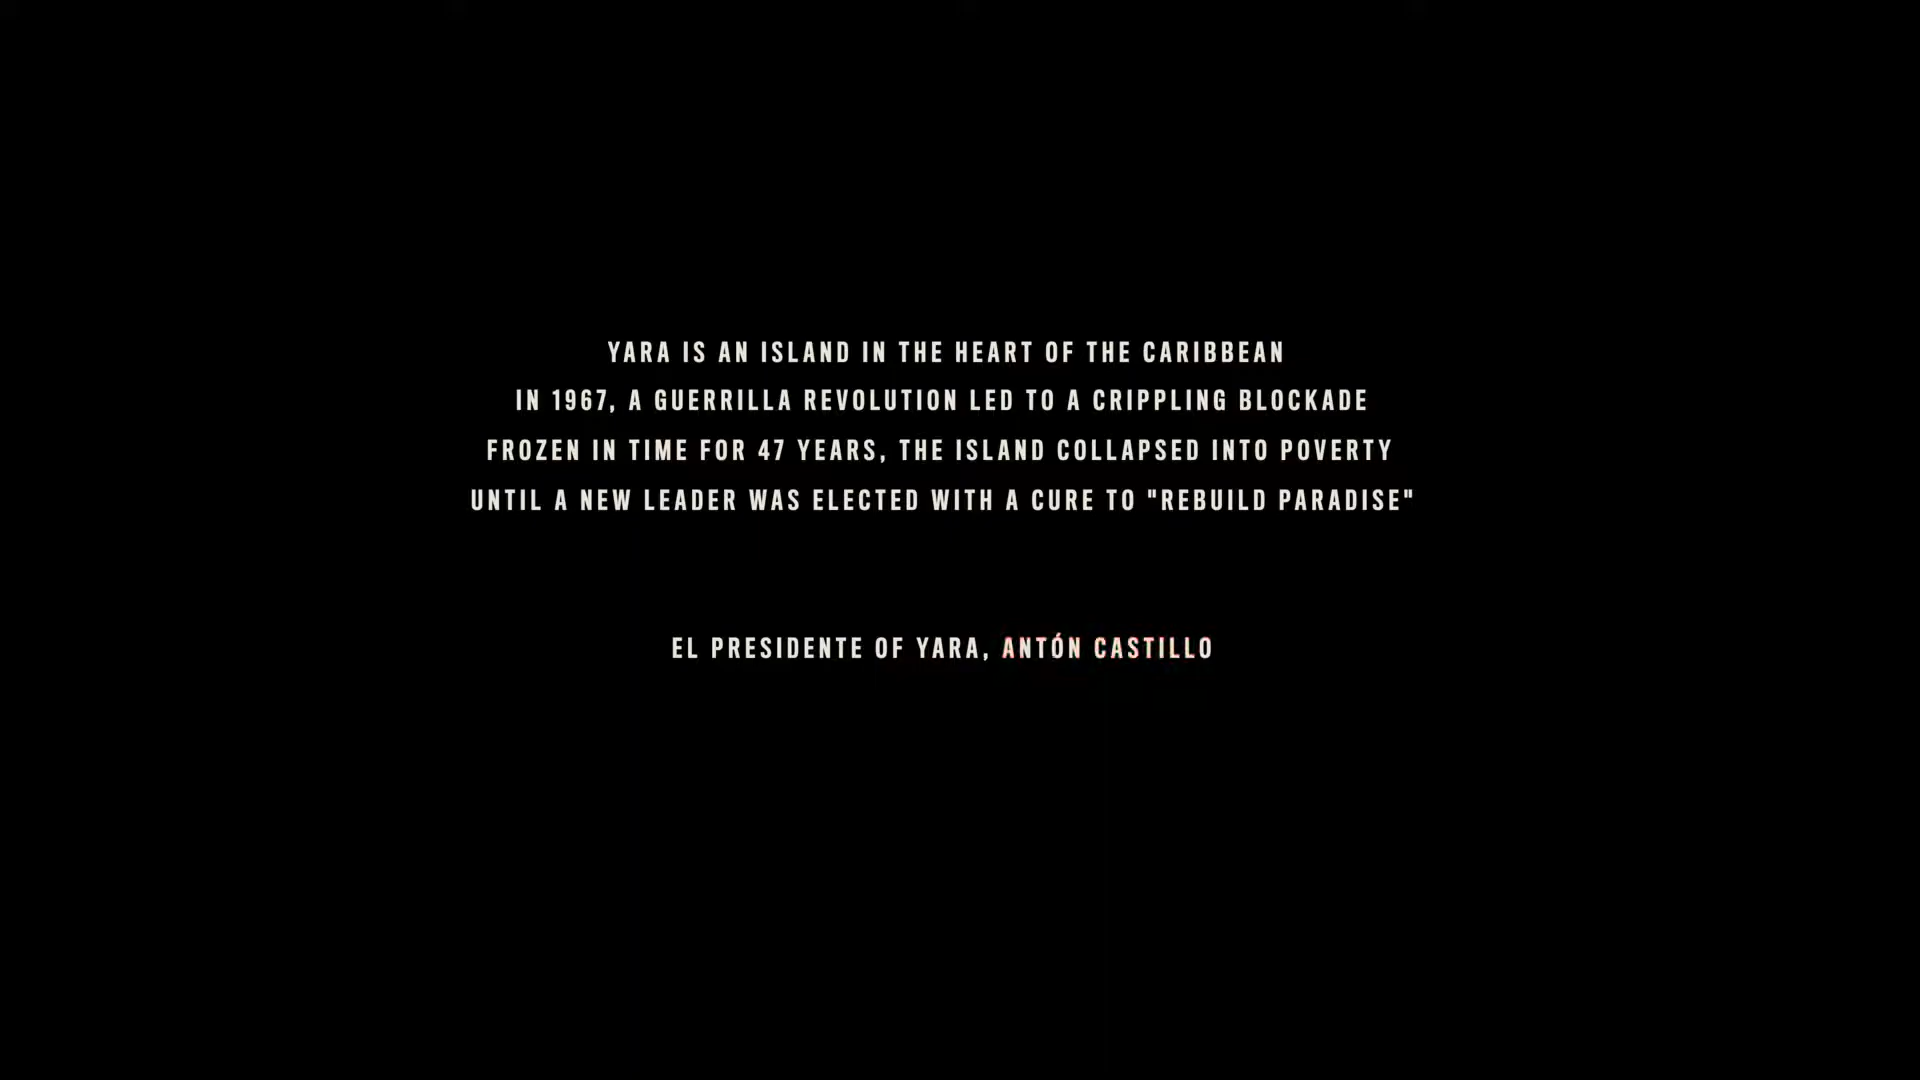 YARA IS AN ISLAND IN THE HEART OF THE CARIBBEAN
IN 1967, A GUERRILLA REVOLUTION LED TO A CRIPPLING BLOCKADE
FROZEN IN TIME FOR 47 YEARS, THE ISLAND COLLAPSED INTO POVERTY
UNTIL A NEW LEADER WAS ELECTED WITH A CURE TO "REBUILD PARADISE"
EL PRESIDENTE OF YARA, ANTÓN CASTILLO